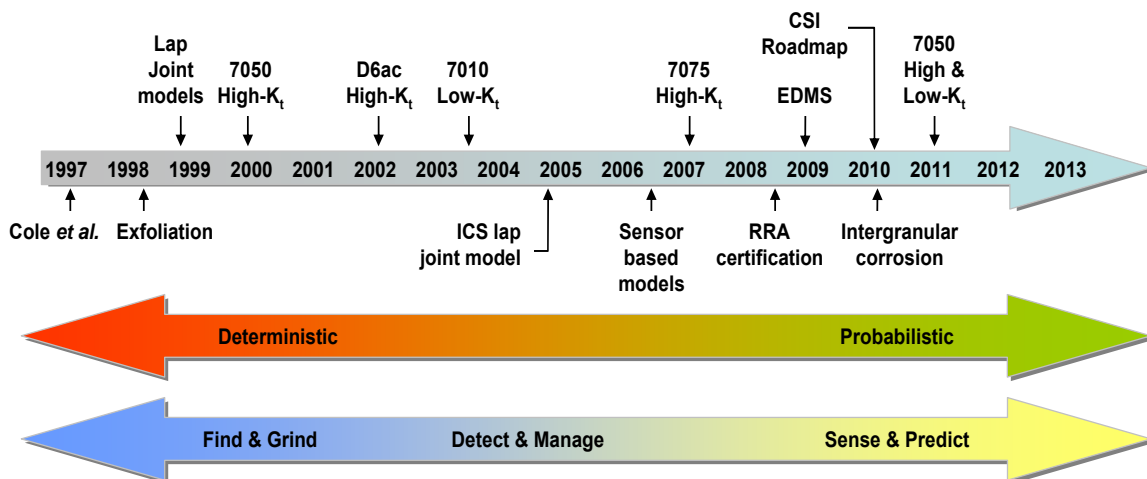 CSI
Roadmap
Lap
Joint
models
7050
High-Kt
D6ac
High-Kt
7010
Low-Kt
7075
High-Kt
EDMS
7050
High &
Low-Kt
1997 1998 1999 2000 2001 2002 2003 2004 2005 2006 2007 2008 2009 2010 2011 2012 2013
Cole et al.
Exfoliation
ICS lap
joint model
Sensor
based
models
RRA
certification
Intergranular
corrosion
Deterministic Probabilistic
Find & Grind Detect & Manage Sense & Predict